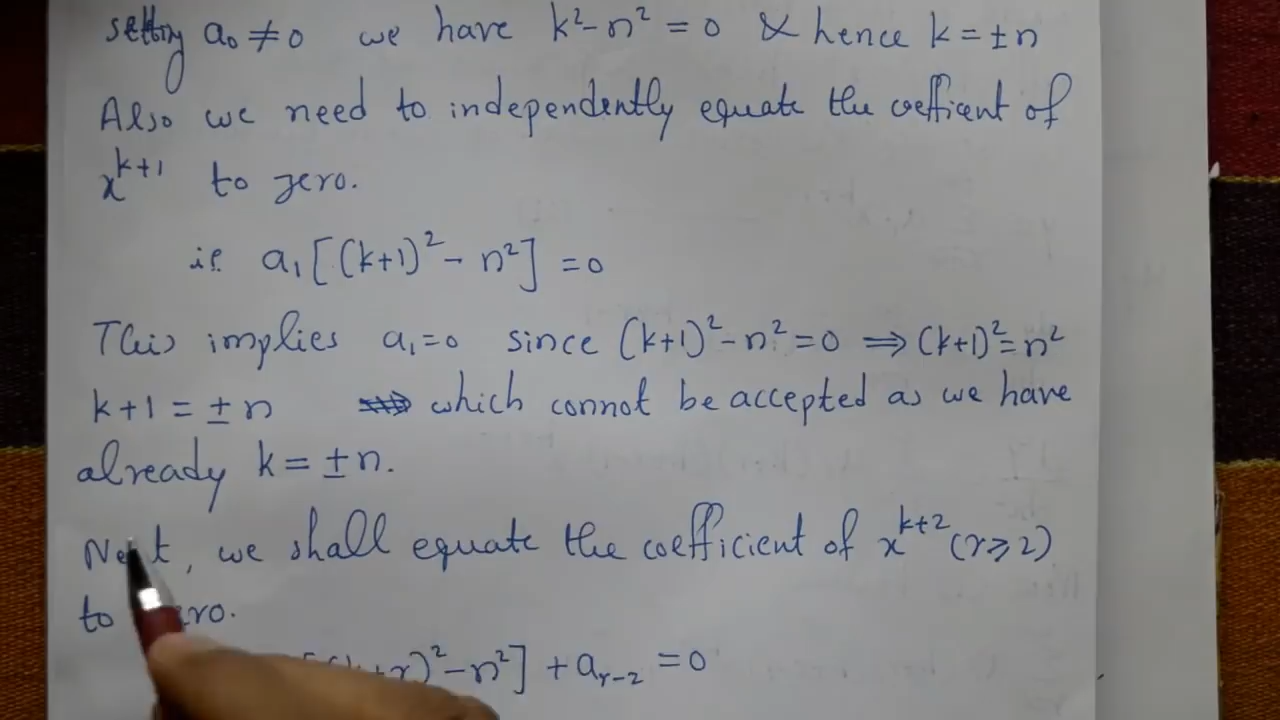 setting a₀ ≠ 0 we have k² - n² = 0 & hence k = ± n
Also we need to independently equate the coefficient of
x^{k+1} to zero.
ie a₁[(k+1)² - n²] = 0
This implies a₁ = 0 since (k+1)² - n² = 0 ⇒ (k+1)² = n²
k+1 = ± n which connot be accepted as we have
already k = ± n.
Next, we shall equate the coefficient of x^{k+2} (r ⩾ 2)
to zero.
r)² - n²] + a_{r-2} = 0